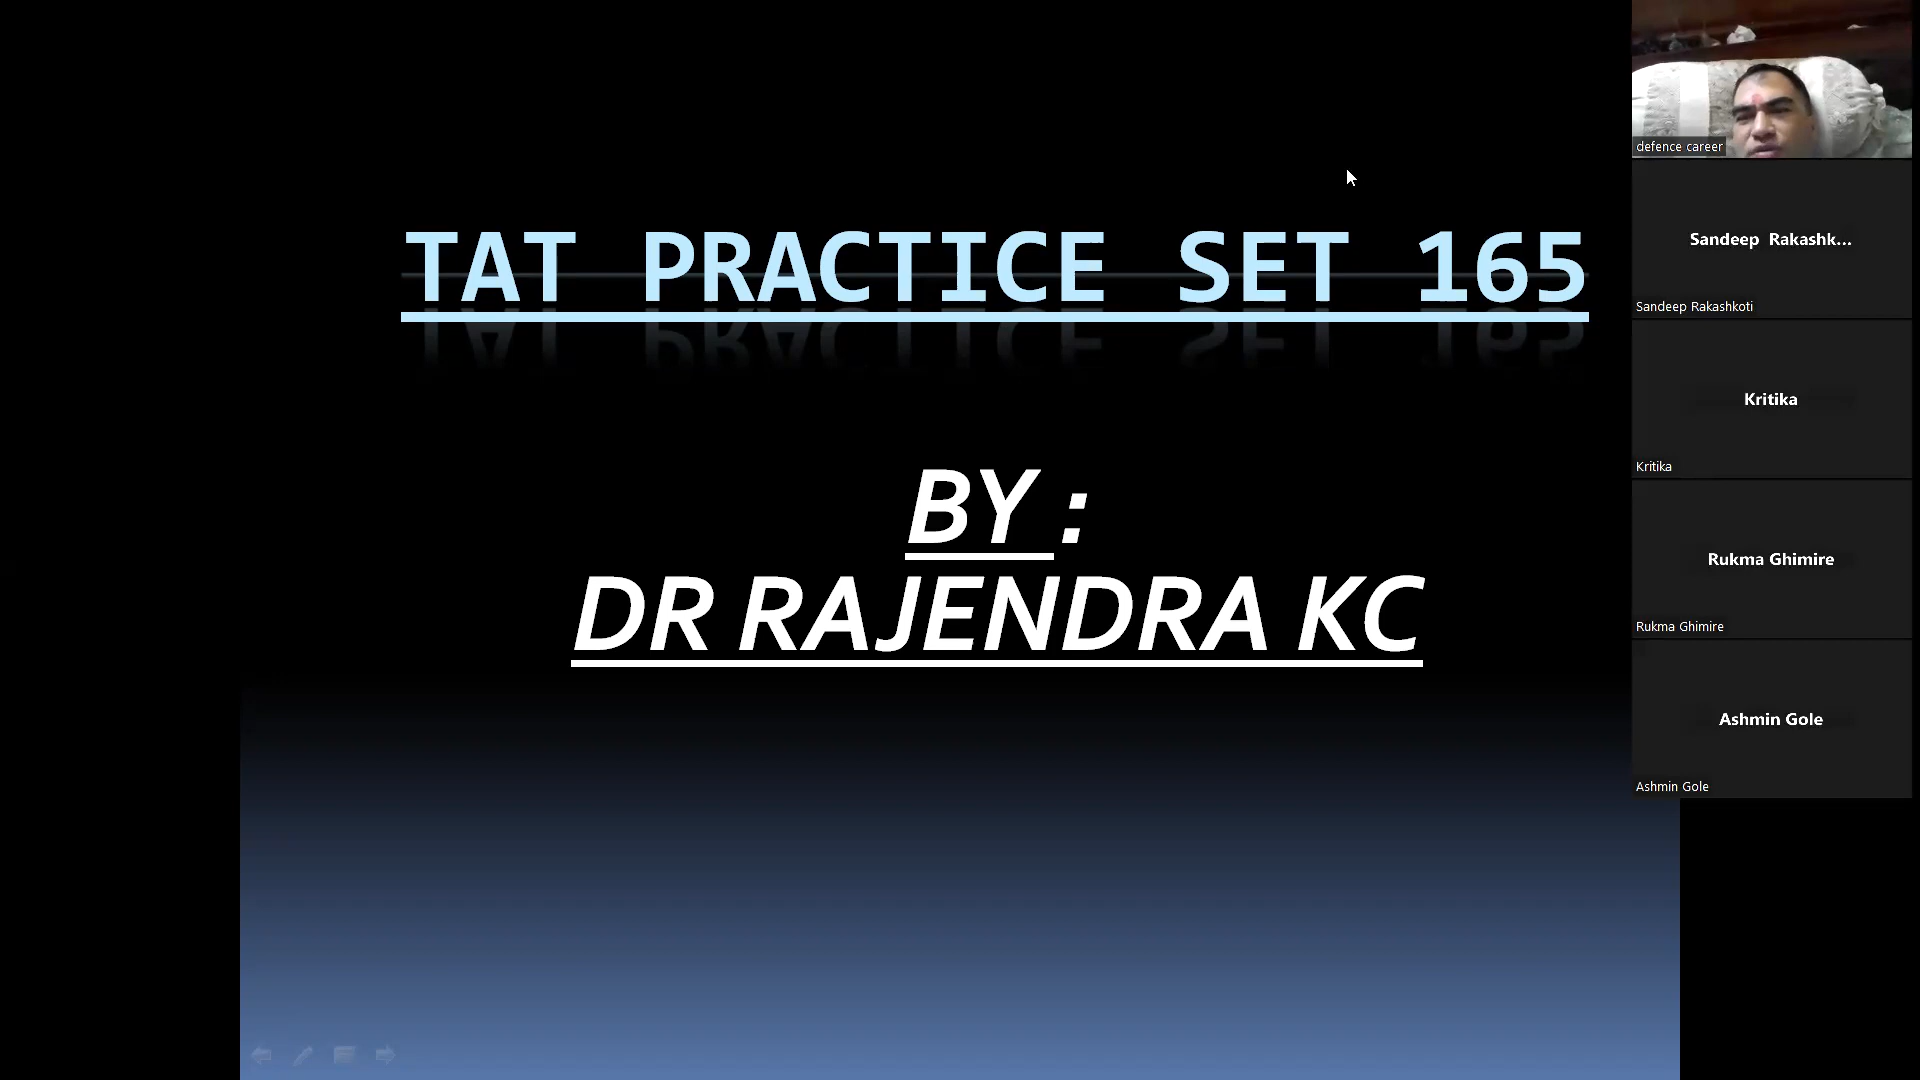 TAT PRACTICE SET 165
BY :
DR RAJENDRA KC
defence career
Sandeep Rakashk...
Sandeep Rakashkoti
Kritika
Kritika
Rukma Ghimire
Rukma Ghimire
Ashmin Gole
Ashmin Gole